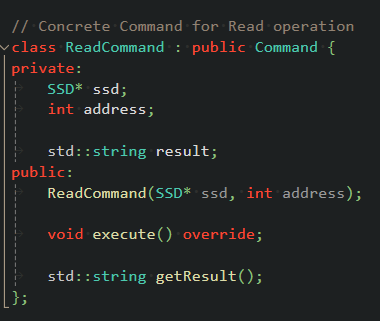 // Concrete Command for Read operation
class ReadCommand : public Command {
private:
    SSD* ssd;
    int address;

    std::string result;
public:
    ReadCommand(SSD* ssd, int address);

    void execute() override;

    std::string getResult();
};